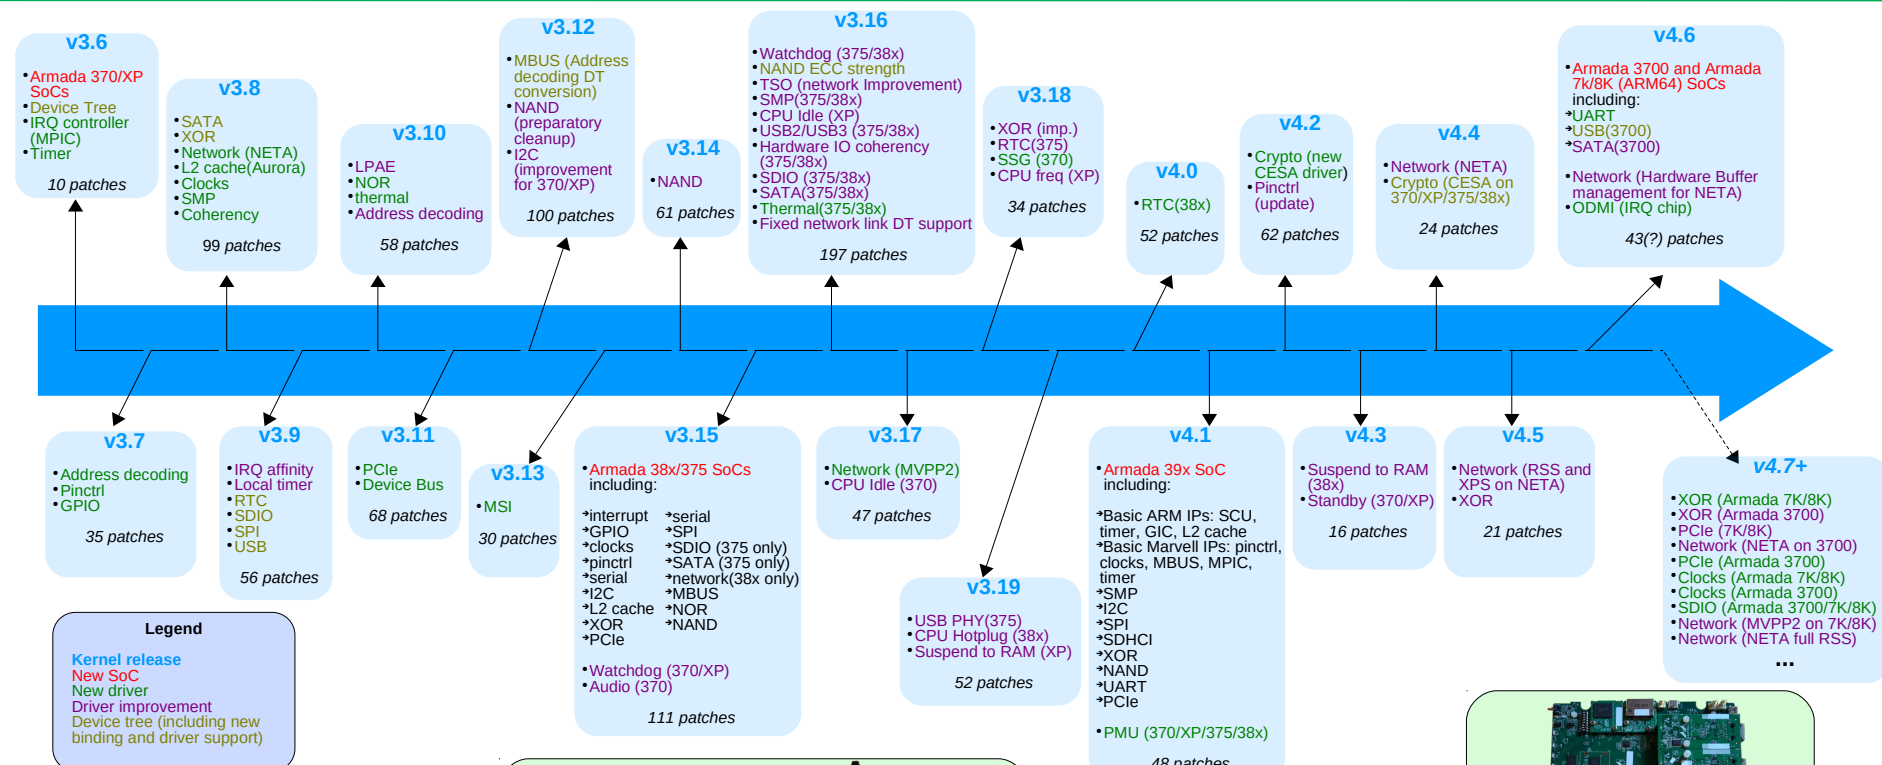 v3.6
•Armada 370/XP
SoCs
•Device Tree
•IRQ controller
(MPIC)
•Timer
10 patches
v3.8
•SATA
•XOR
•Network (NETA)
•L2 cache(Aurora)
•Clocks
•SMP
•Coherency
99 patches
v3.10
•LPAE
•NOR
•thermal
•Address decoding
58 patches
v3.12
•MBUS (Address
decoding DT
conversion)
•NAND
(preparatory
cleanup)
•I2C
(improvement
for 370/XP)
100 patches
v3.14
•NAND
61 patches
v3.16
•Watchdog (375/38x)
•NAND ECC strength
•TSO (network Improvement)
•SMP(375/38x)
•CPU Idle (XP)
•USB2/USB3 (375/38x)
•Hardware IO coherency
(375/38x)
•SDIO (375/38x)
•SATA(375/38x)
•Thermal(375/38x)
•Fixed network link DT support
197 patches
v3.18
•XOR (imp.)
•RTC(375)
•SSG (370)
•CPU freq (XP)
34 patches
v4.0
•RTC(38x)
52 patches
v4.2
•Crypto (new
CESA driver)
•Pinctrl
(update)
62 patches
v4.4
•Network (NETA)
•Crypto (CESA on
370/XP/375/38x)
24 patches
v4.6
•Armada 3700 and Armada
7k/8K (ARM64) SoCs
including:
➔UART
➔USB(3700)
➔SATA(3700)
•Network (Hardware Buffer
management for NETA)
•ODMI (IRQ chip)
43(?) patches
v3.7
•Address decoding
•Pinctrl
•GPIO
35 patches
v3.9
•IRQ affinity
•Local timer
•RTC
•SDIO
•SPI
•USB
56 patches
v3.11
•PCIe
•Device Bus
68 patches
v3.13
•MSI
30 patches
v3.15
•Armada 38x/375 SoCs
including:
➔interrupt
➔GPIO
➔clocks
➔pinctrl
➔serial
➔I2C
➔L2 cache
➔XOR
➔PCIe
➔serial
➔SPI
➔SDIO (375 only)
➔SATA (375 only)
➔network(38x only)
➔MBUS
➔NOR
➔NAND
•Watchdog (370/XP)
•Audio (370)
111 patches
v3.17
•Network (MVPP2)
•CPU Idle (370)
47 patches
v3.19
•USB PHY(375)
•CPU Hotplug (38x)
•Suspend to RAM (XP)
52 patches
v4.1
•Armada 39x SoC
including:
➔Basic ARM IPs: SCU,
timer, GIC, L2 cache
➔Basic Marvell IPs: pinctrl,
clocks, MBUS, MPIC,
timer
➔SMP
➔I2C
➔SPI
➔SDHCI
➔XOR
➔NAND
➔UART
➔PCIe
•PMU (370/XP/375/38x)
48 patches
v4.3
•Suspend to RAM
(38x)
•Standby (370/XP)
16 patches
v4.5
•Network (RSS and
XPS on NETA)
•XOR
21 patches
v4.7+
•XOR (Armada 7K/8K)
•XOR (Armada 3700)
•PCIe (7K/8K)
•Network (NETA on 3700)
•PCIe (Armada 3700)
•Clocks (Armada 7K/8K)
•Clocks (Armada 3700)
•SDIO (Armada 3700/7K/8K)
•Network (MVPP2 on 7K/8K)
•Network (NETA full RSS)
...
Legend
Kernel release
New SoC
New driver
Driver improvement
Device tree (including new
binding and driver support)